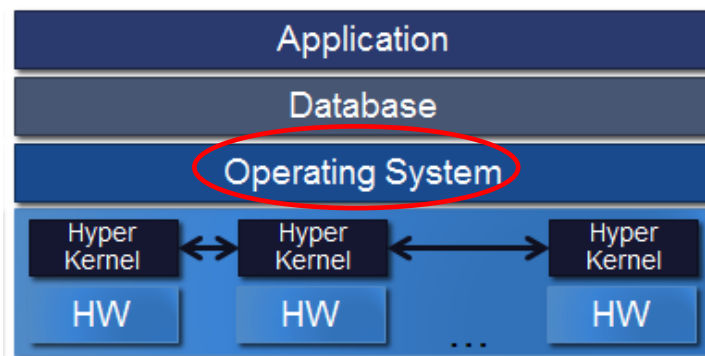 Application
Database
Operating System
Hyper Hyper Hyper
Kernel Kernel Kernel
HW HW ... HW